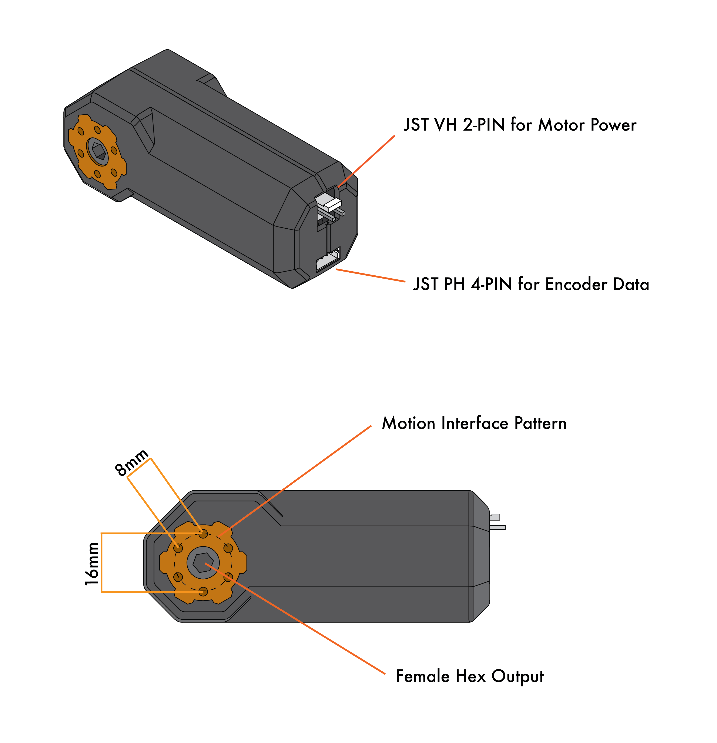 JST VH 2-PIN for Motor Power
JST PH 4-PIN for Encoder Data
Motion Interface Pattern
8mm
16mm
Female Hex Output